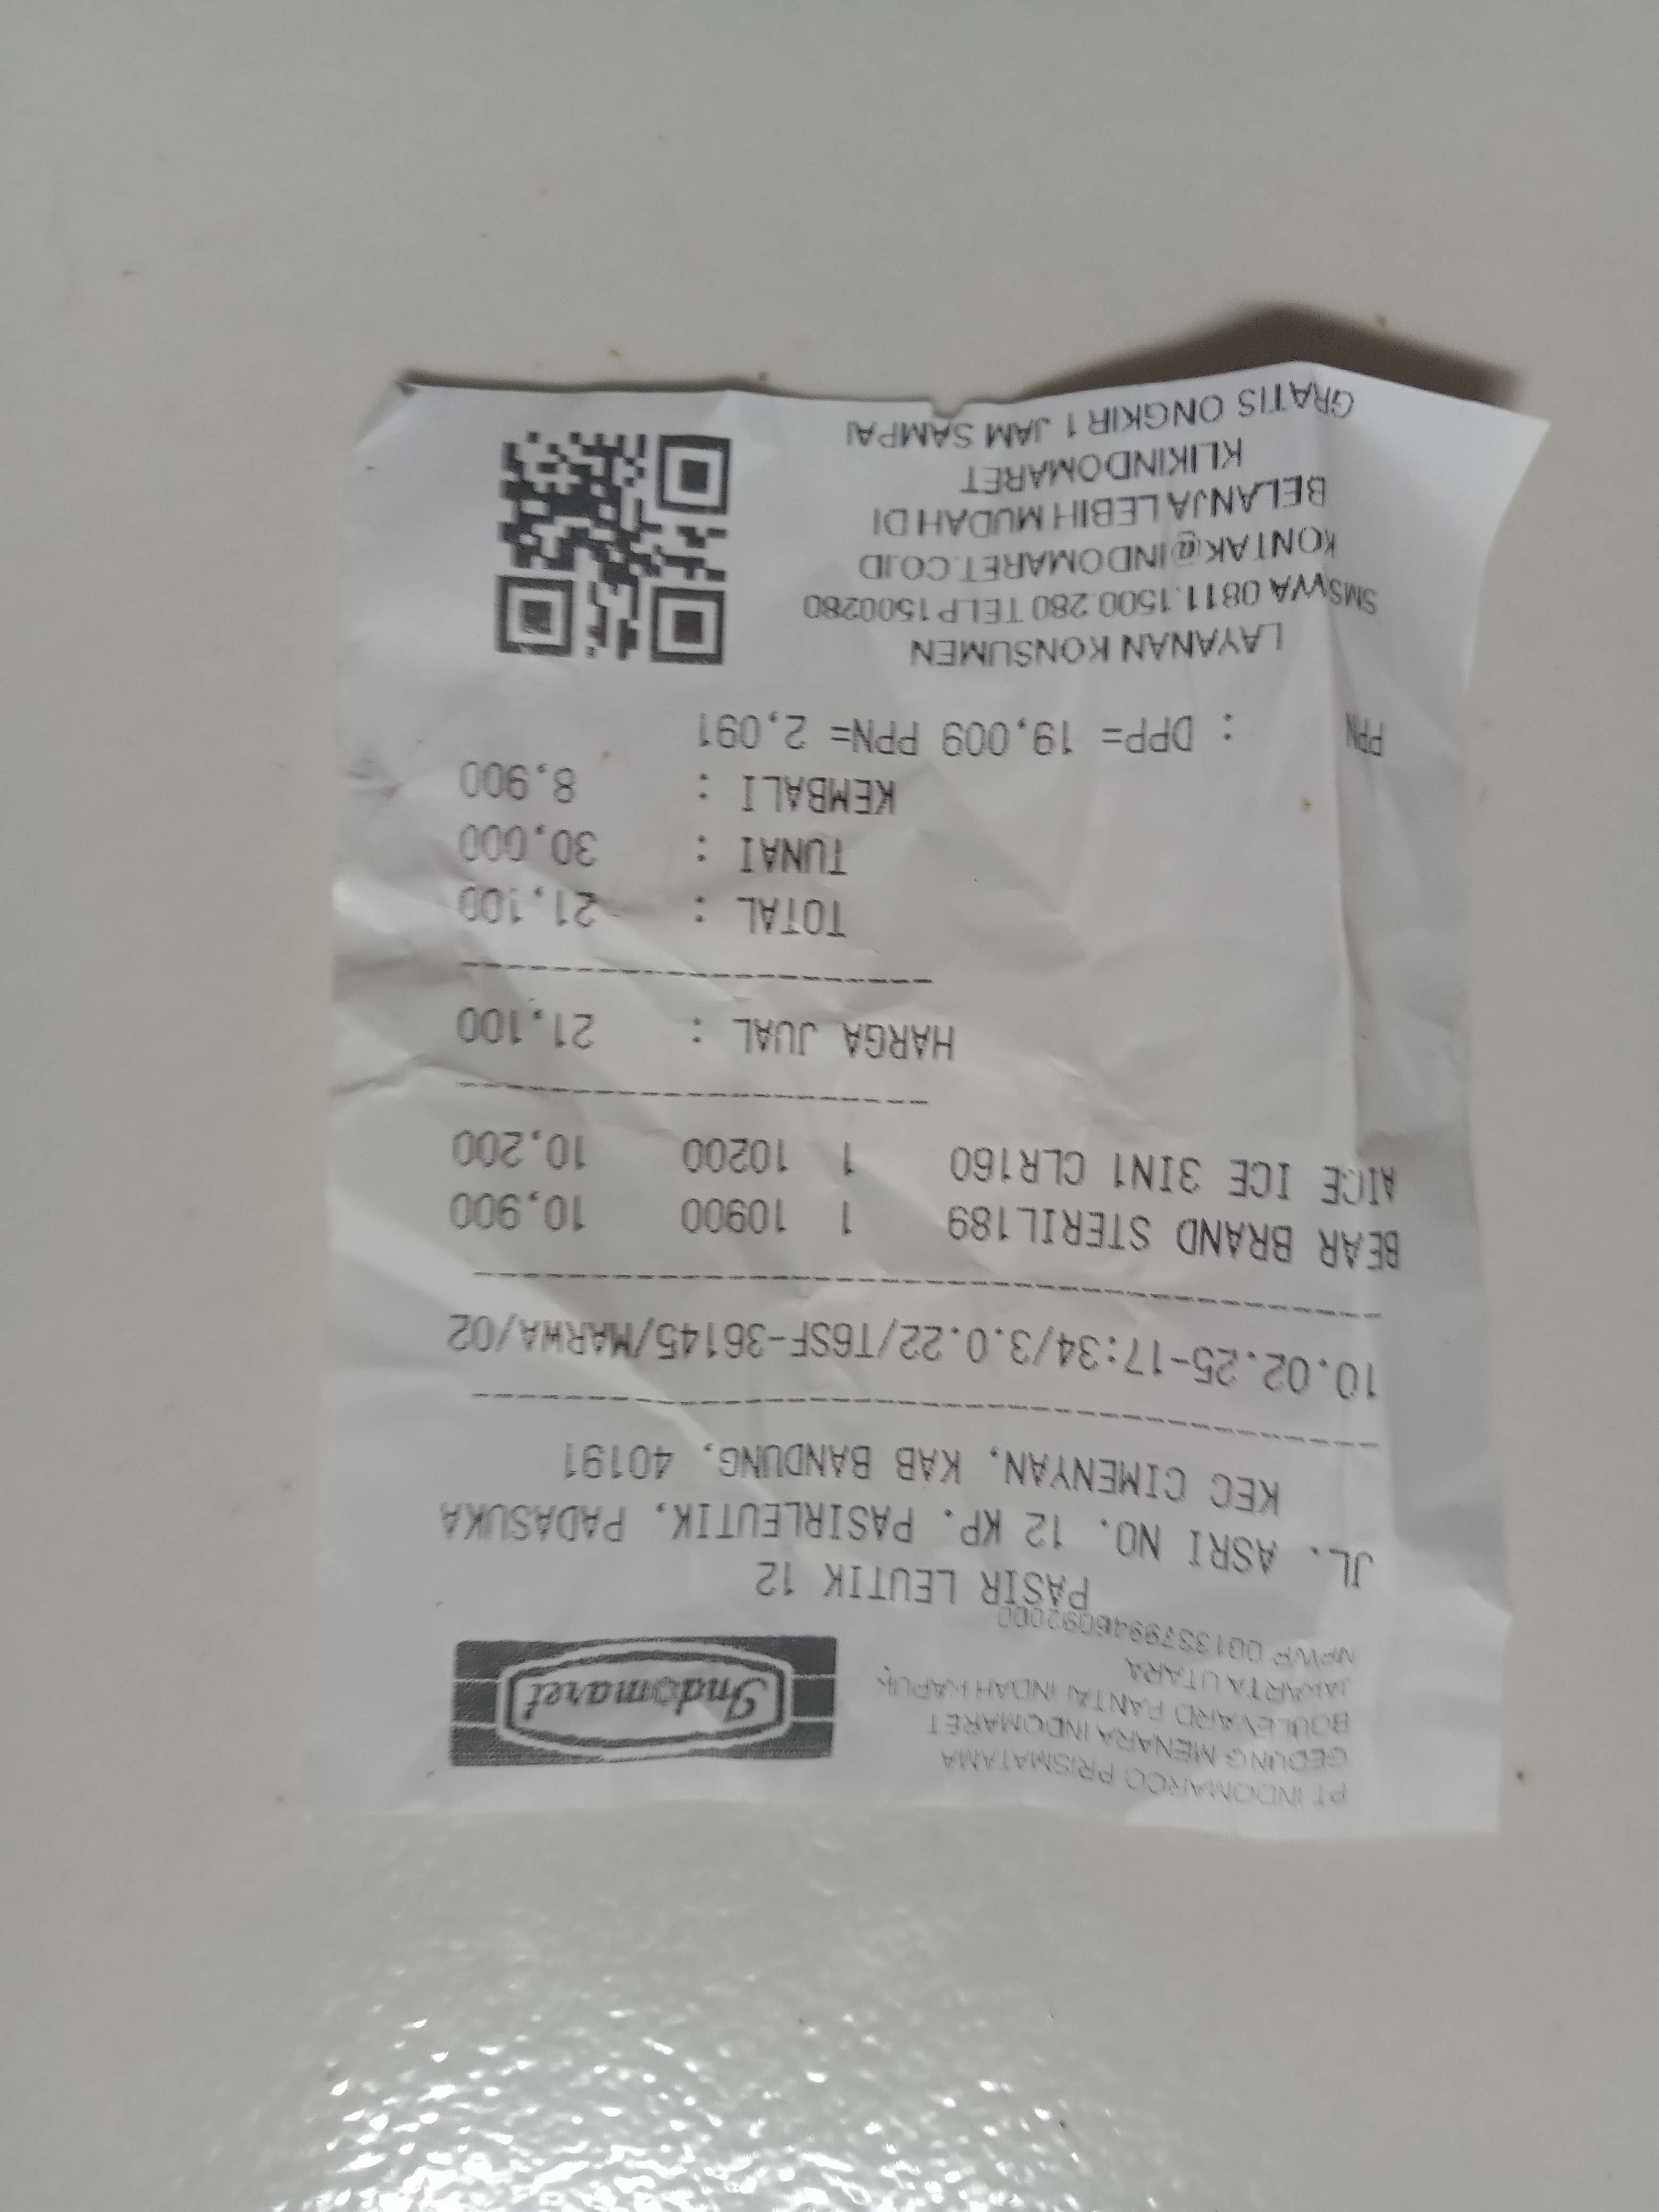 Indomaret
PT INDOMARCO PRISMATAMA
GEDUNG MENARA INDOMARET
BOULEVARD PANTAI INDAH KAPUK
JAKARTA UTARA
NPWP 0013379946092000
PASIR LEUTIK 12
JL. ASRI NO. 12 KP. PASIRLEUTIK, PADASUKA
KEC CIMENYAN, KAB BANDUNG, 40191
10.02.25-17:34/3.0.22/T6SF-36145/MARWA/02
BEAR BRAND STERIL189 1 10900 10,900
AICE ICE 3IN1 CLR160 1 10200 10,200
HARGA JUAL : 21,100
TOTAL : 21,100
TUNAI : 30,000
KEMBALI : 8,900
PPN : DPP= 19,009 PPN= 2,091
LAYANAN KONSUMEN
SMS/WA 0811.1500.280 TELP1500280
KONTAK@INDOMARET.CO.ID
BELANJA LEBIH MUDAH DI
KLIKINDOMARET
GRATIS ONGKIR 1 JAM SAMPAI